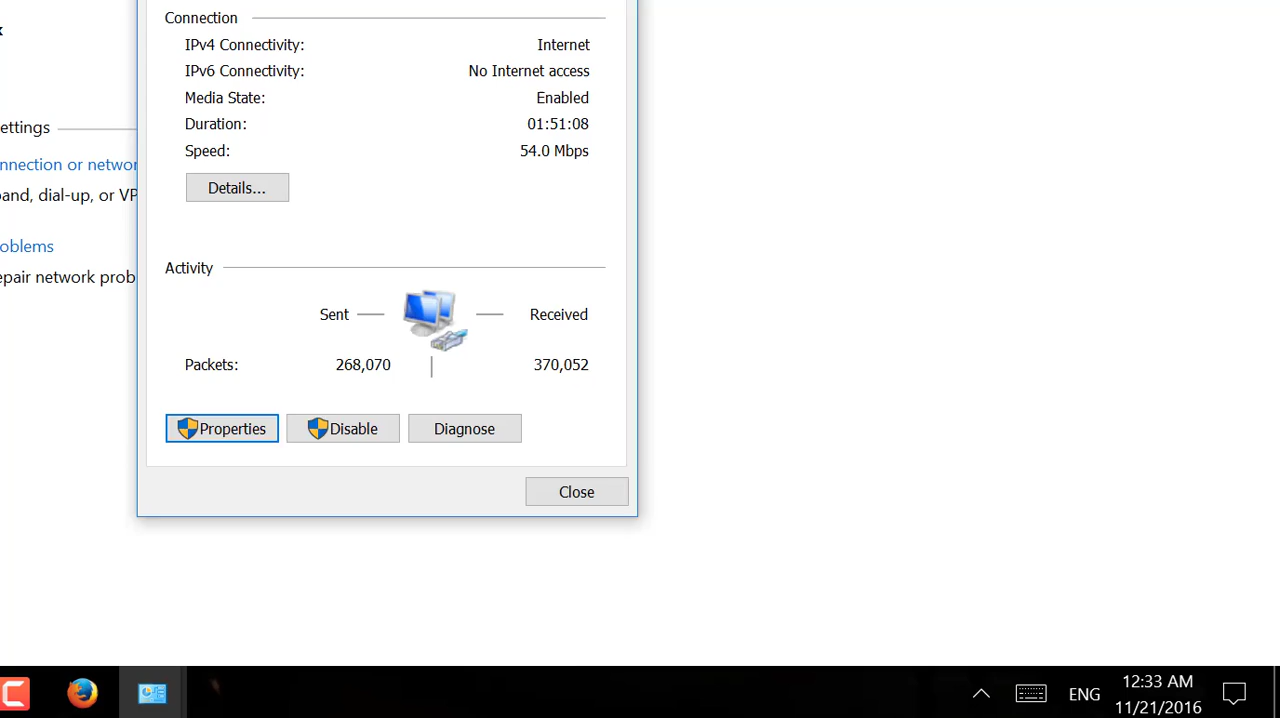 Connection
IPv4 Connectivity: Internet
IPv6 Connectivity: No Internet access
Media State: Enabled
ettings
Duration: 01:51:08
Speed: 54.0 Mbps
nnection or networ
Details...
and, dial-up, or VP
oblems
Activity
epair network prob
Sent Received
Packets: 268,070 370,052
Properties Disable Diagnose
Close
ENG
12:33 AM
11/21/2016